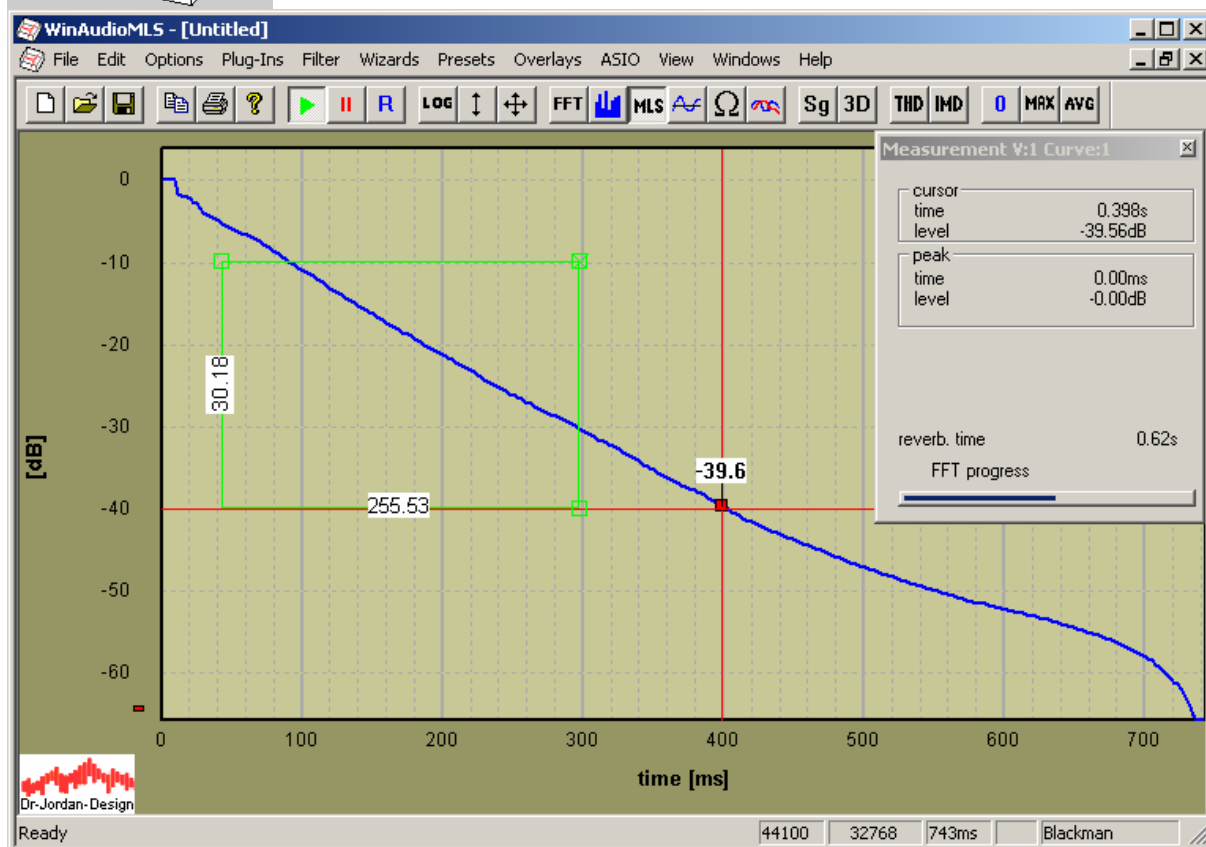 WinAudioMLS - [Untitled]
File Edit Options Plug-Ins Filter Wizards Presets Overlays ASIO View Windows Help
R LOG FFT MLS Ω Sg 3D THD IMD 0 MAX AVG
Measurement V:1 Curve:1
cursor
time 0.398s
level -39.56dB
peak
time 0.00ms
level -0.00dB
reverb. time 0.62s
FFT progress
[dB]
0
-10
-20
-30
-40
-50
-60
30.18
255.53
-39.6
0 100 200 300 400 500 600 700
time [ms]
Dr-Jordan-Design
Ready 44100 32768 743ms Blackman